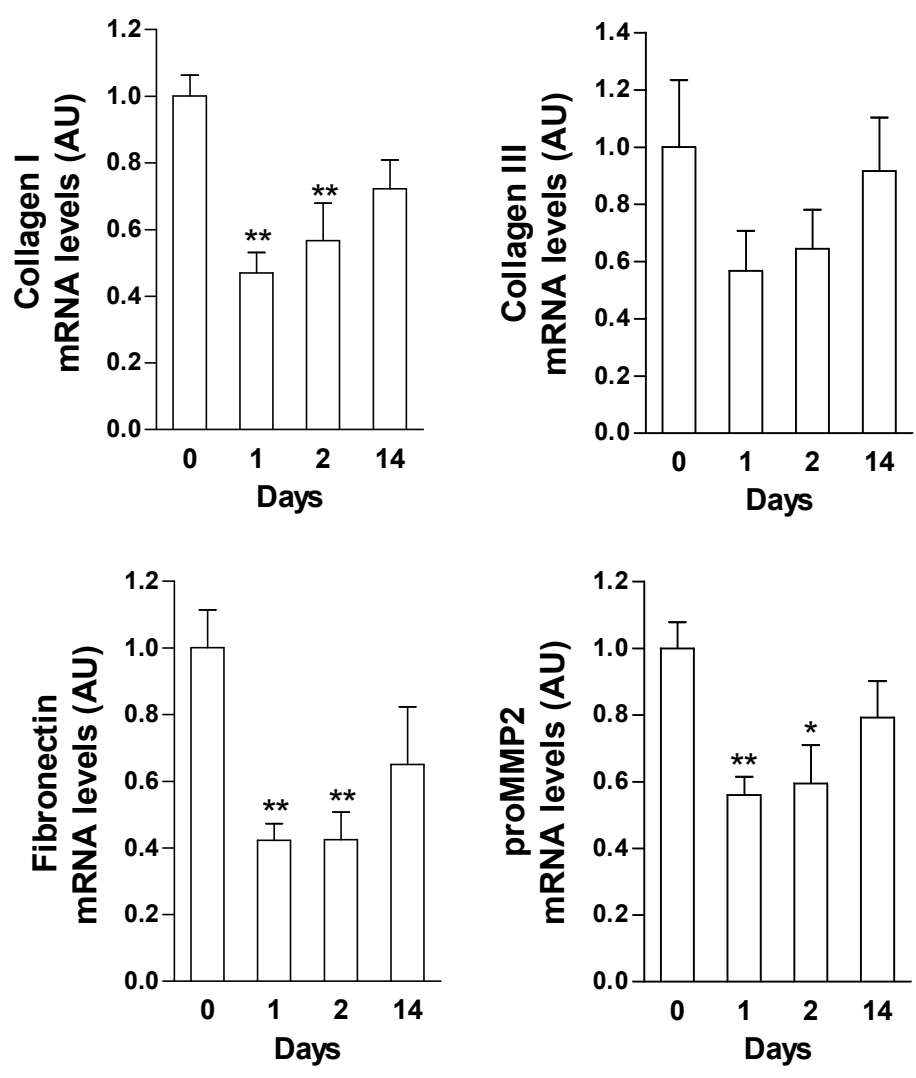 Collagen I
mRNA levels (AU)
1.2
1.0
0.8
0.6
0.4
0.2
0.0
**
**
0 1 2 14
Days
Collagen III
mRNA levels (AU)
1.4
1.2
1.0
0.8
0.6
0.4
0.2
0.0
0 1 2 14
Days
Fibronectin
mRNA levels (AU)
1.2
1.0
0.8
0.6
0.4
0.2
0.0
**
**
0 1 2 14
Days
proMMP2
mRNA levels (AU)
1.2
1.0
0.8
0.6
0.4
0.2
0.0
**
*
0 1 2 14
Days